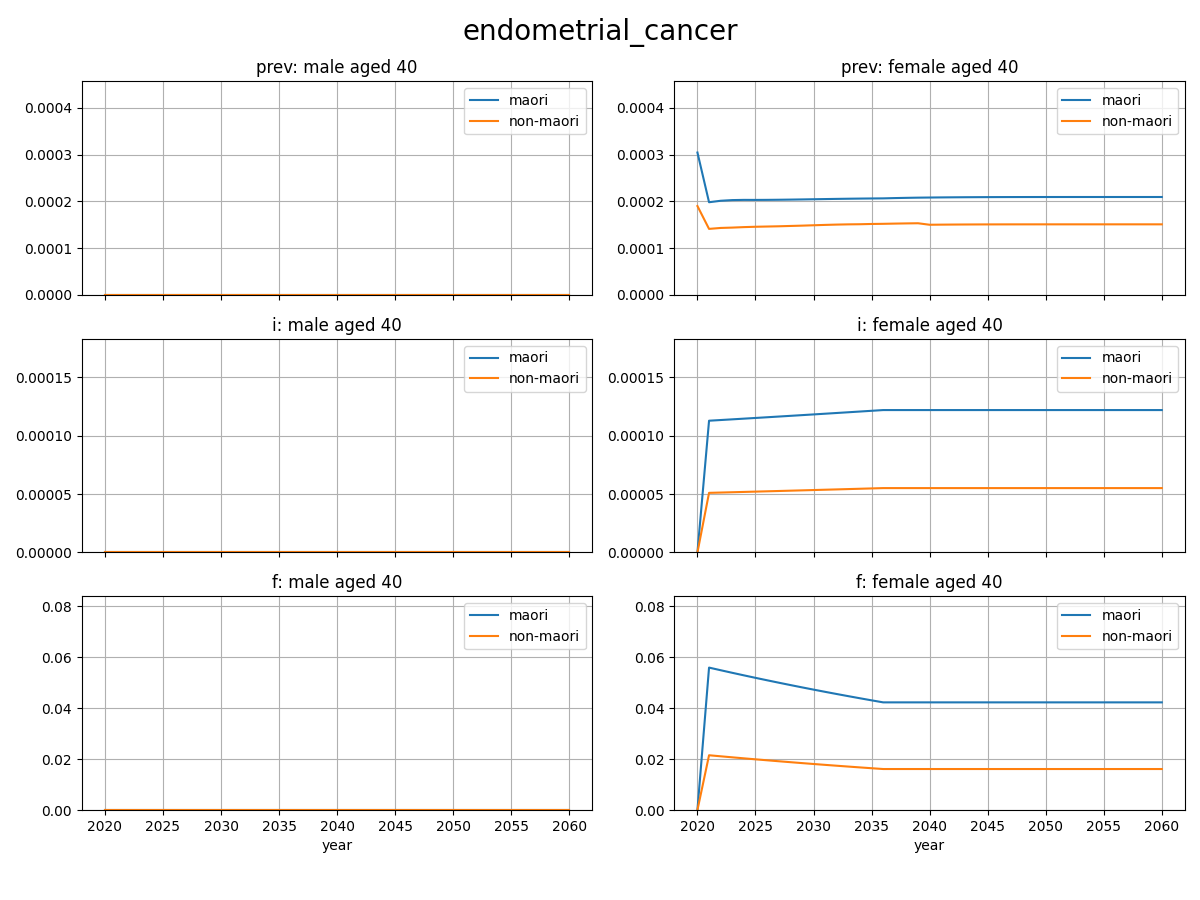 endometrial_cancer
prev: male aged 40
0.0004
0.0003
0.0002
0.0001
0.0000
maori
non-maori
prev: female aged 40
0.0004
0.0003
0.0002
0.0001
0.0000
maori
non-maori
i: male aged 40
0.00015
0.00010
0.00005
0.00000
maori
non-maori
i: female aged 40
0.00015
0.00010
0.00005
0.00000
maori
non-maori
f: male aged 40
0.08
0.06
0.04
0.02
0.00
maori
non-maori
2020 2025 2030 2035 2040 2045 2050 2055 2060
year
f: female aged 40
0.08
0.06
0.04
0.02
0.00
maori
non-maori
2020 2025 2030 2035 2040 2045 2050 2055 2060
year